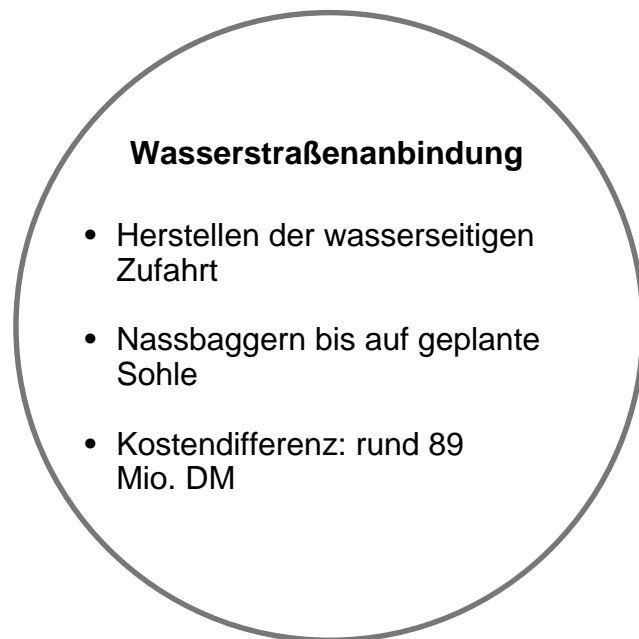 Wasserstraßenanbindung
• Herstellen der wasserseitigen
Zufahrt
• Nassbaggern bis auf geplante
Sohle
• Kostendifferenz: rund 89
Mio. DM